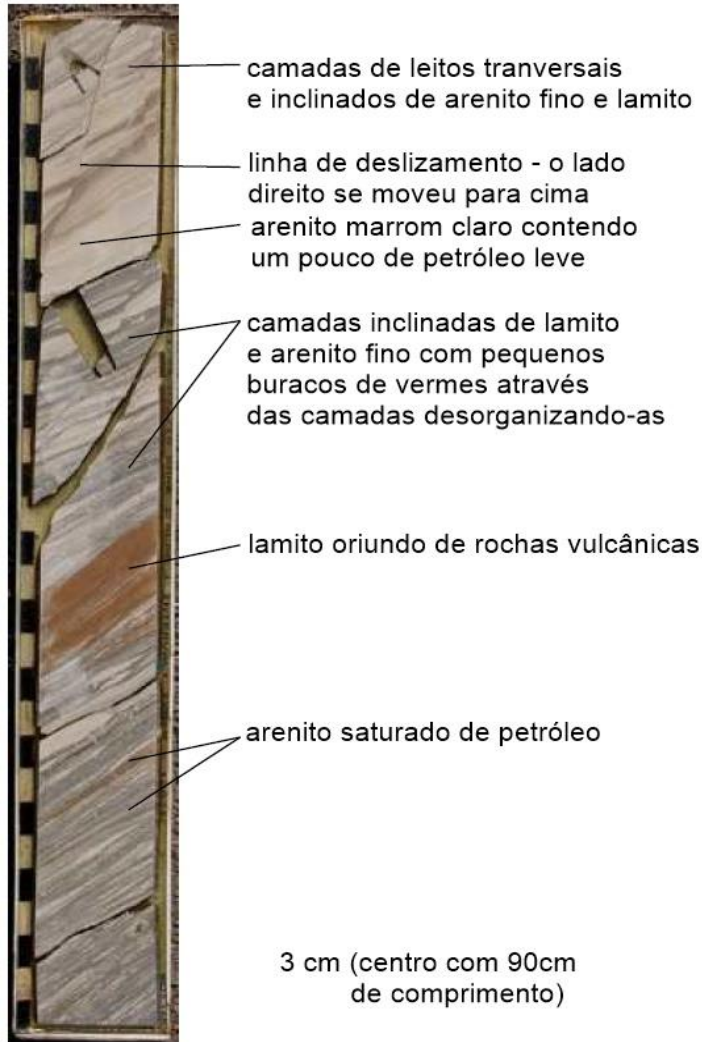 camadas de leitos tranversais
e inclinados de arenito fino e lamito
linha de deslizamento - o lado
direito se moveu para cima
arenito marrom claro contendo
um pouco de petróleo leve
camadas inclinadas de lamito
e arenito fino com pequenos
buracos de vermes através
das camadas desorganizando-as
lamito oriundo de rochas vulcânicas
arenito saturado de petróleo
3 cm (centro com 90cm
de comprimento)